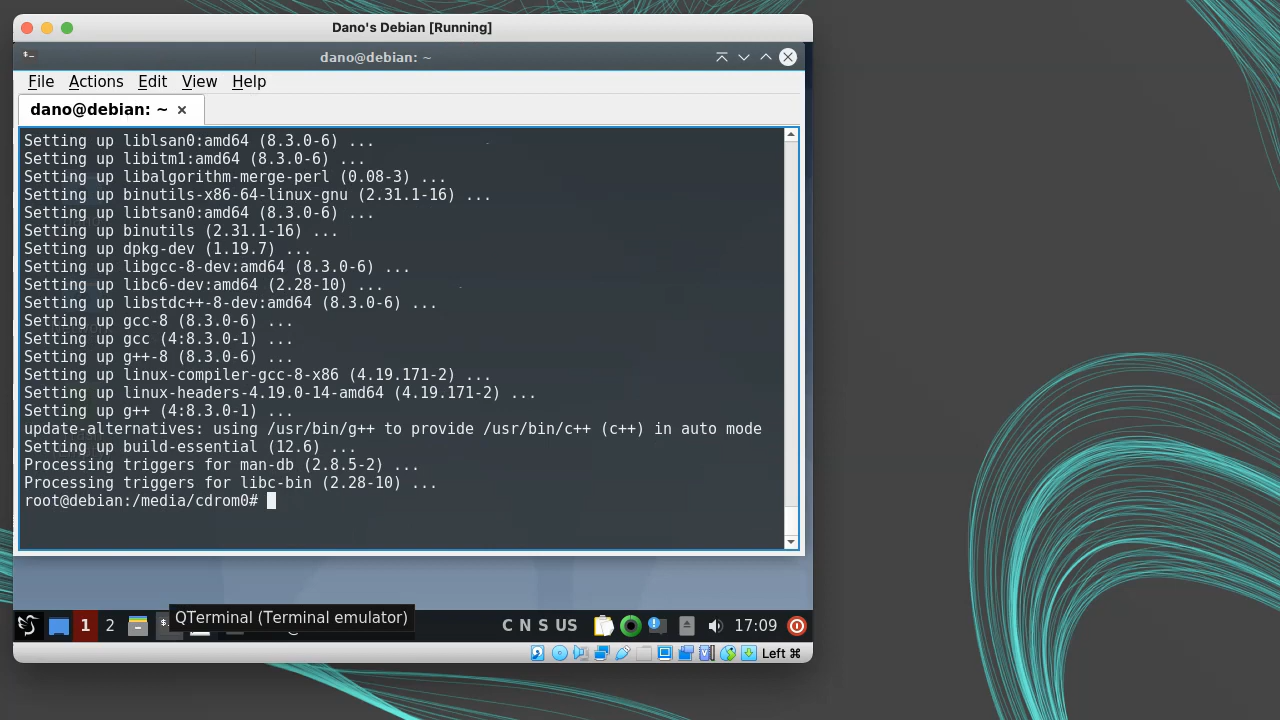 Dano's Debian [Running]
dano@debian: ~
File Actions Edit View Help
dano@debian: ~ ×
Setting up liblsan0:amd64 (8.3.0-6) ...
Setting up libitm1:amd64 (8.3.0-6) ...
Setting up libalgorithm-merge-perl (0.08-3) ...
Setting up binutils-x86-64-linux-gnu (2.31.1-16) ...
Setting up libtsan0:amd64 (8.3.0-6) ...
Setting up binutils (2.31.1-16) ...
Setting up dpkg-dev (1.19.7) ...
Setting up libgcc-8-dev:amd64 (8.3.0-6) ...
Setting up libc6-dev:amd64 (2.28-10) ...
Setting up libstdc++-8-dev:amd64 (8.3.0-6) ...
Setting up gcc-8 (8.3.0-6) ...
Setting up gcc (4:8.3.0-1) ...
Setting up g++-8 (8.3.0-6) ...
Setting up linux-compiler-gcc-8-x86 (4.19.171-2) ...
Setting up linux-headers-4.19.0-14-amd64 (4.19.171-2) ...
Setting up g++ (4:8.3.0-1) ...
update-alternatives: using /usr/bin/g++ to provide /usr/bin/c++ (c++) in auto mode
Setting up build-essential (12.6) ...
Processing triggers for man-db (2.8.5-2) ...
Processing triggers for libc-bin (2.28-10) ...
root@debian:/media/cdrom0#
QTerminal (Terminal emulator)
1 2 C N S US 17:09
Left ⌘